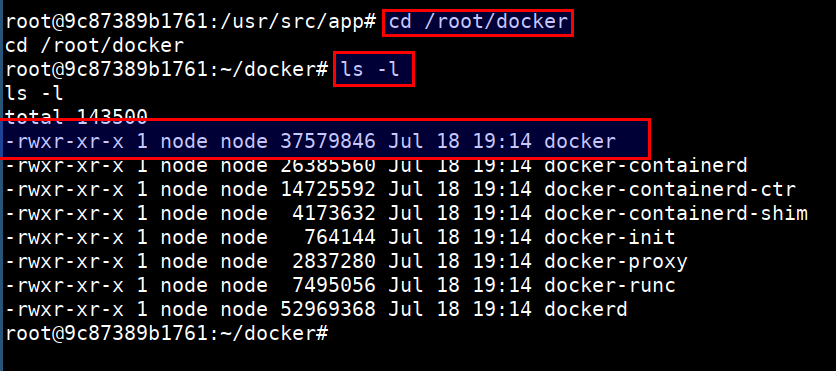 root@9c87389b1761:/usr/src/app# cd /root/docker
cd /root/docker
root@9c87389b1761:~/docker# ls -l
ls -l
total 143500
-rwxr-xr-x 1 node node 37579846 Jul 18 19:14 docker
-rwxr-xr-x 1 node node 26385560 Jul 18 19:14 docker-containerd
-rwxr-xr-x 1 node node 14725592 Jul 18 19:14 docker-containerd-ctr
-rwxr-xr-x 1 node node  4173632 Jul 18 19:14 docker-containerd-shim
-rwxr-xr-x 1 node node   764144 Jul 18 19:14 docker-init
-rwxr-xr-x 1 node node  2837280 Jul 18 19:14 docker-proxy
-rwxr-xr-x 1 node node  7495056 Jul 18 19:14 docker-runc
-rwxr-xr-x 1 node node 52969368 Jul 18 19:14 dockerd
root@9c87389b1761:~/docker#